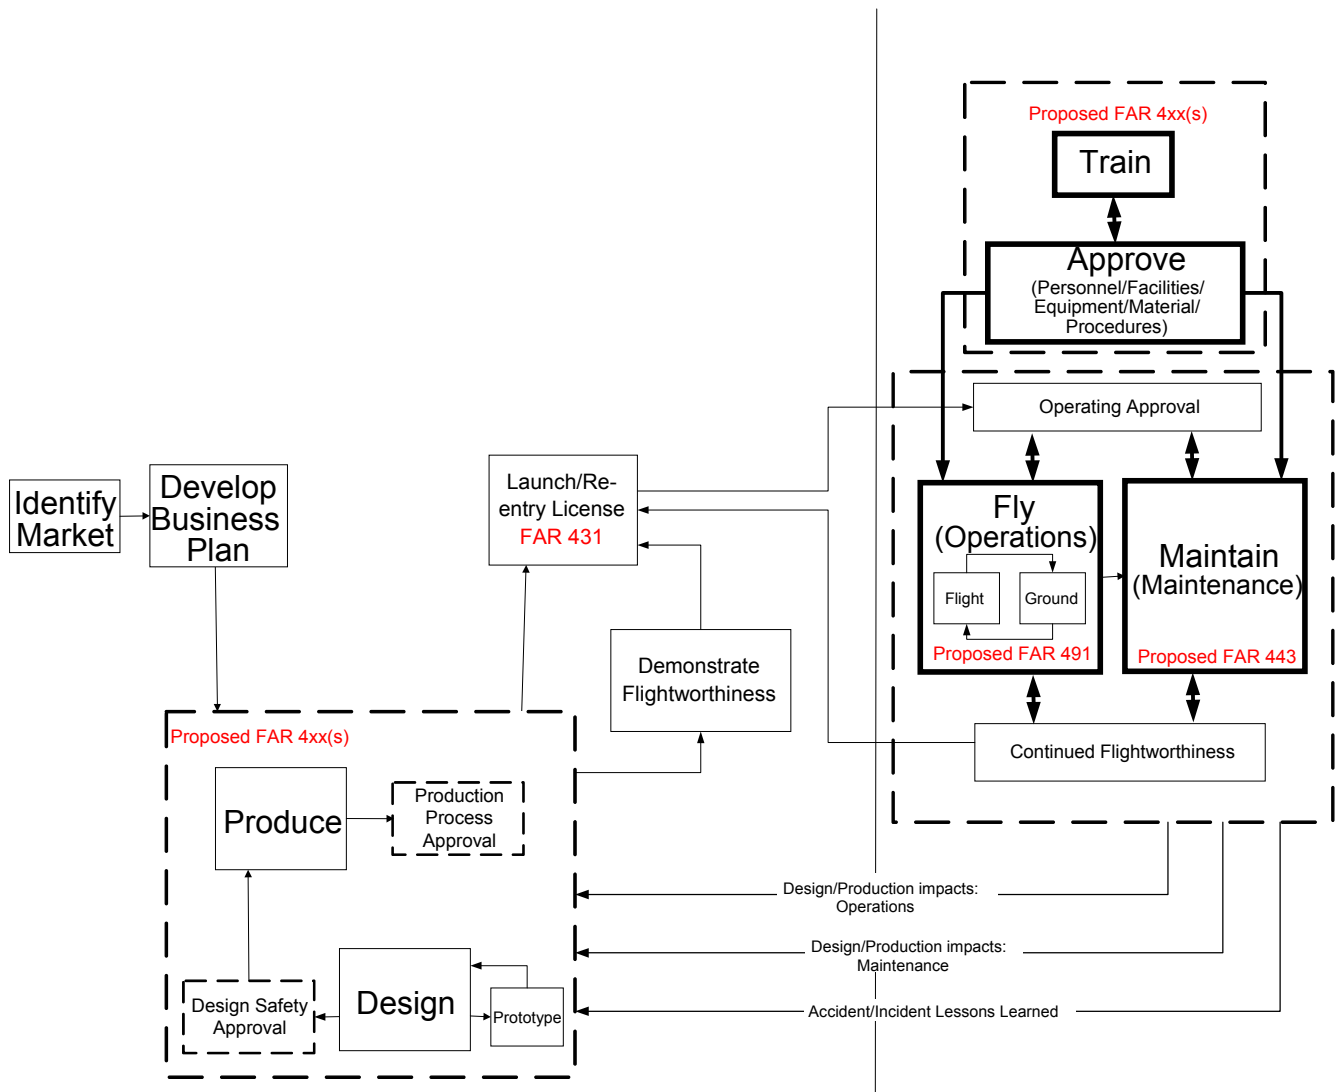 Proposed FAR 4xx(s)
Train
Approve
(Personnel/Facilities/
Equipment/Material/
Procedures)
Operating Approval
Identify
Market
Develop
Business
Plan
Launch/Re-
entry License
FAR 431
Fly
(Operations)
Flight
Ground
Proposed FAR 491
Maintain
(Maintenance)
Proposed FAR 443
Demonstrate
Flightworthiness
Continued Flightworthiness
Proposed FAR 4xx(s)
Produce
Production
Process
Approval
Design/Production impacts:
Operations
Design/Production impacts:
Maintenance
Accident/Incident Lessons Learned
Design Safety
Approval
Design
Prototype